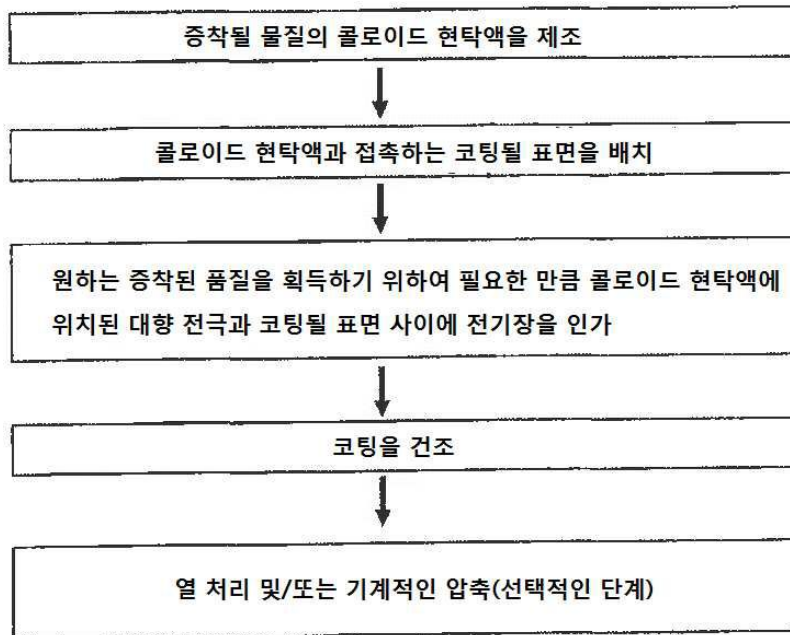 증착될 물질의 콜로이드 현탁액을 제조
콜로이드 현탁액과 접촉하는 코팅될 표면을 배치
원하는 증착된 품질을 획득하기 위하여 필요한 만큼 콜로이드 현탁액에
위치된 대향 전극과 코팅될 표면 사이에 전기장을 인가
코팅을 건조
열 처리 및/또는 기계적인 압축(선택적인 단계)